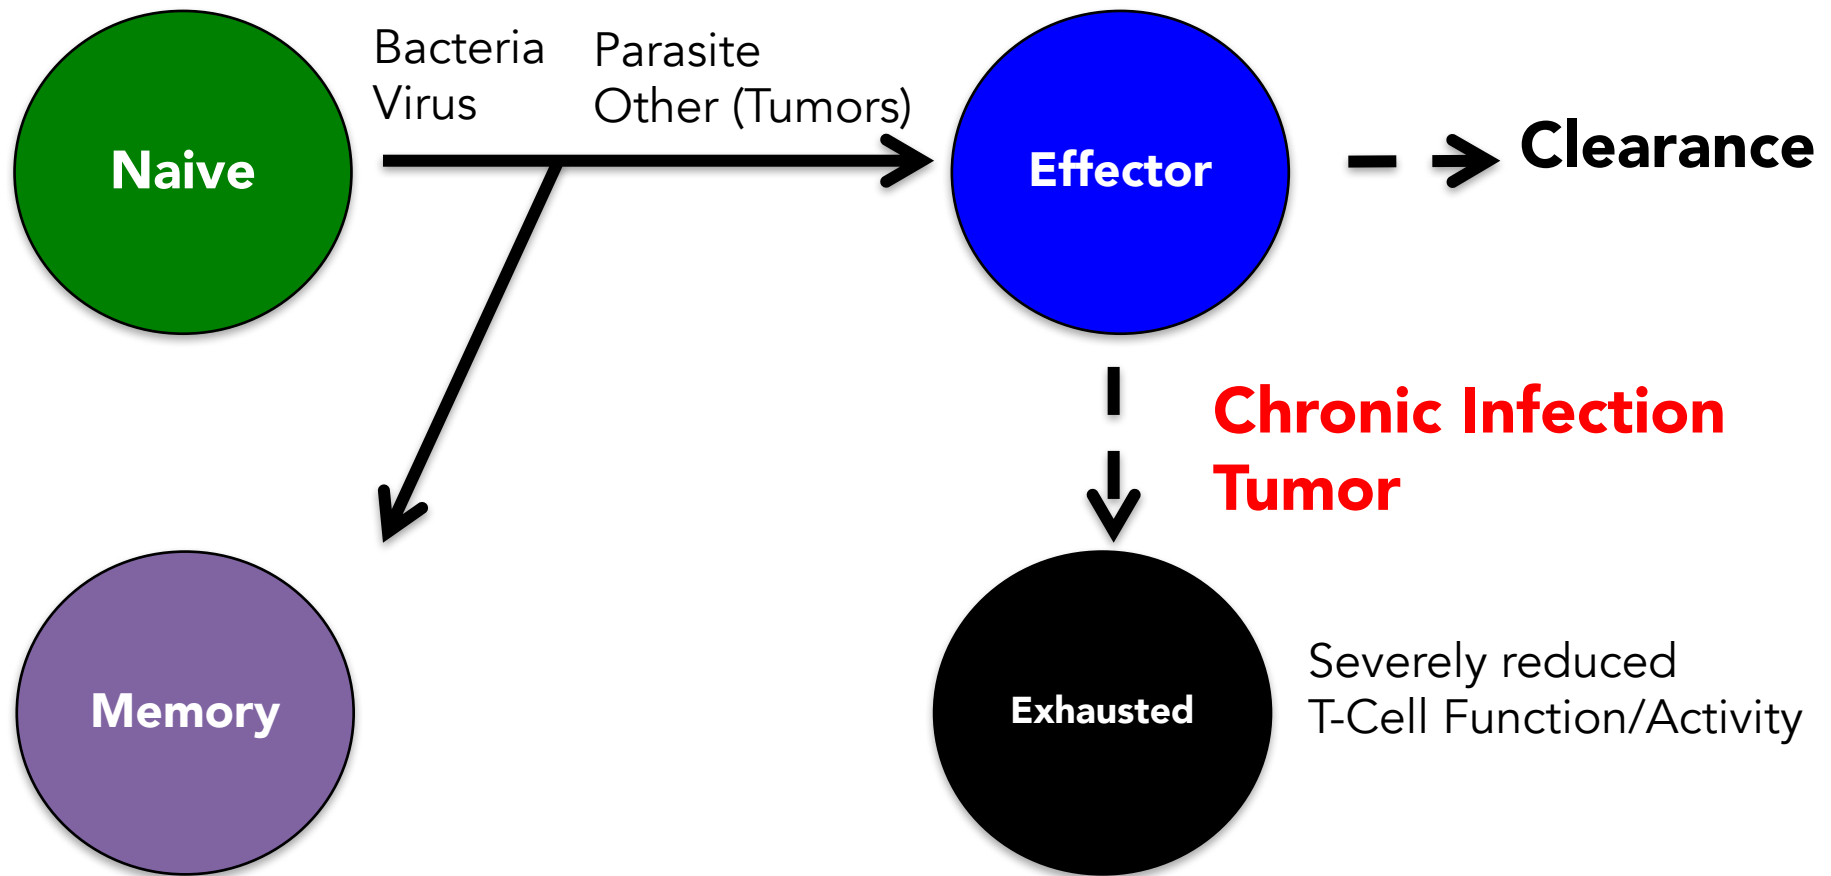 Naive
Bacteria
Virus
Parasite
Other (Tumors)
Effector
Clearance
Chronic Infection
Tumor
Memory
Exhausted
Severely reduced
T-Cell Function/Activity